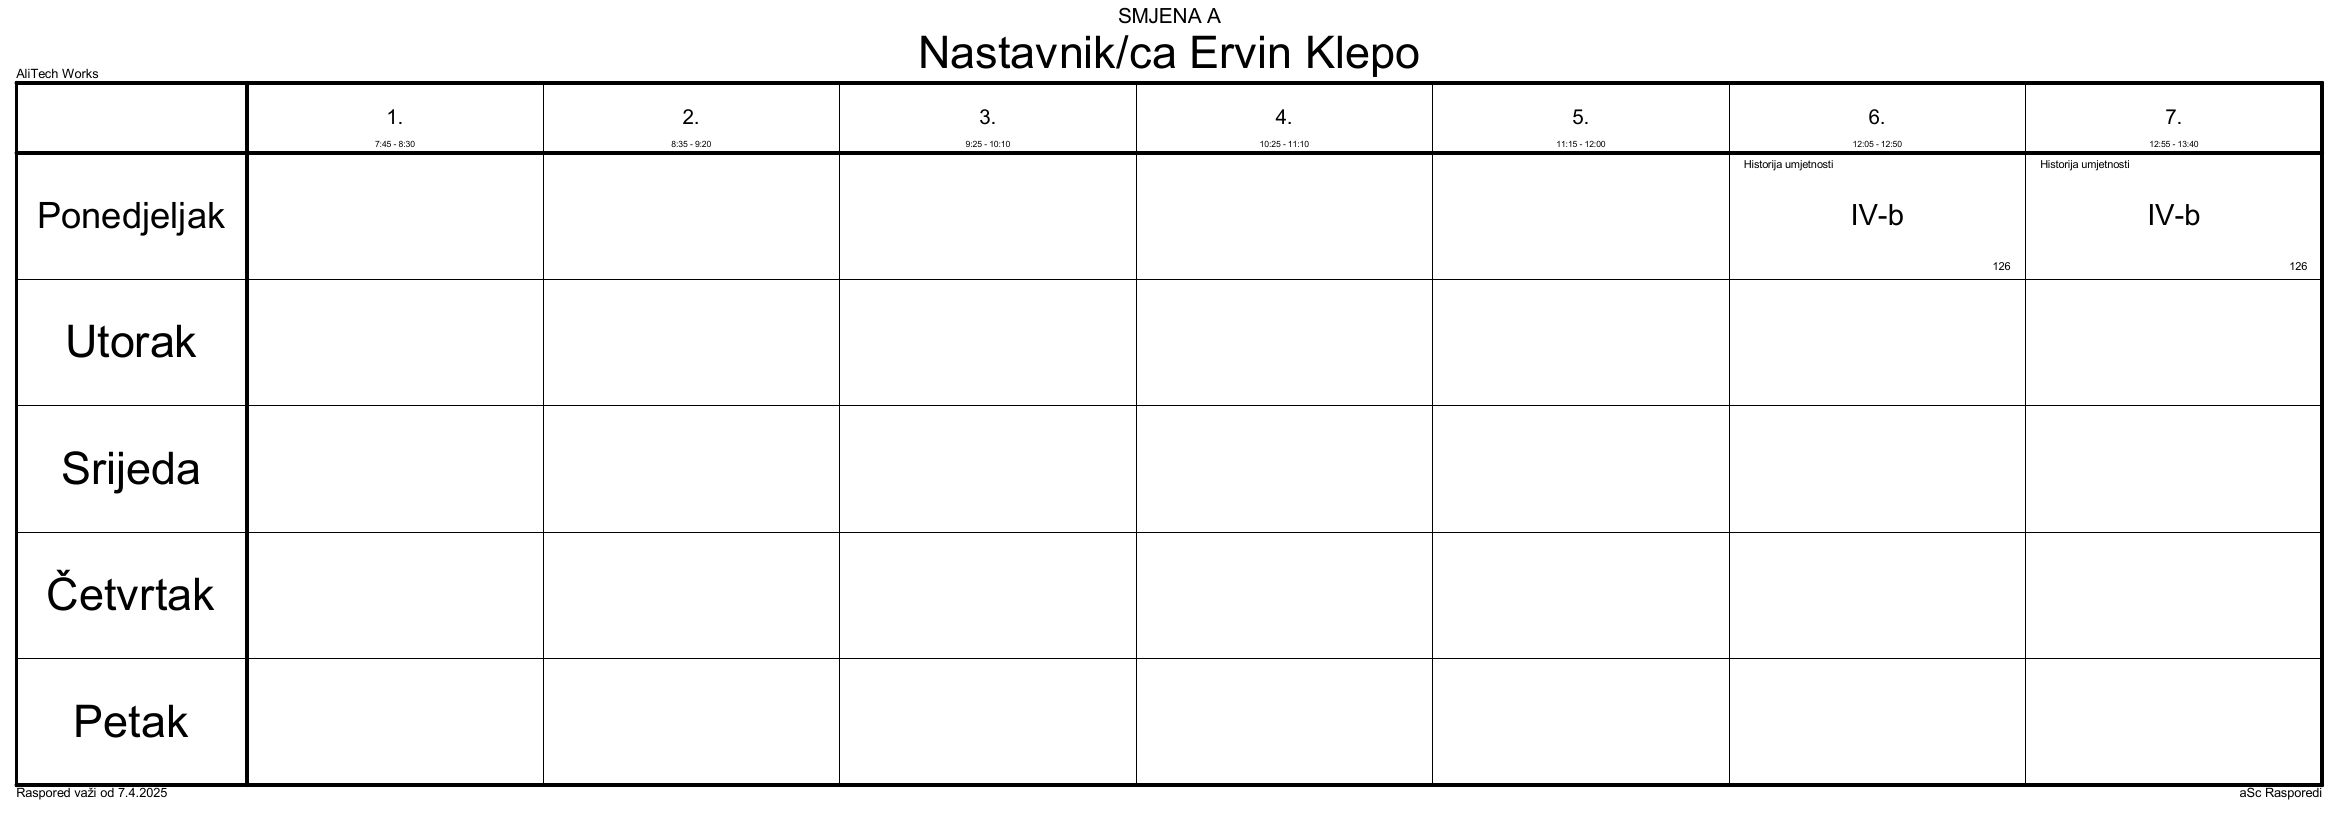 SMJENA A
Nastavnik/ca Ervin Klepo
AliTech Works
1. 2. 3. 4. 5. 6. 7.
7:45 - 8:30 8:35 - 9:20 9:25 - 10:10 10:25 - 11:10 11:15 - 12:00 12:05 - 12:50 12:55 - 13:40
Historija umjetnosti Historija umjetnosti
Ponedjeljak IV-b IV-b
126 126
Utorak
Srijeda
Četvrtak
Petak
Raspored važi od 7.4.2025 aSc Rasporedi